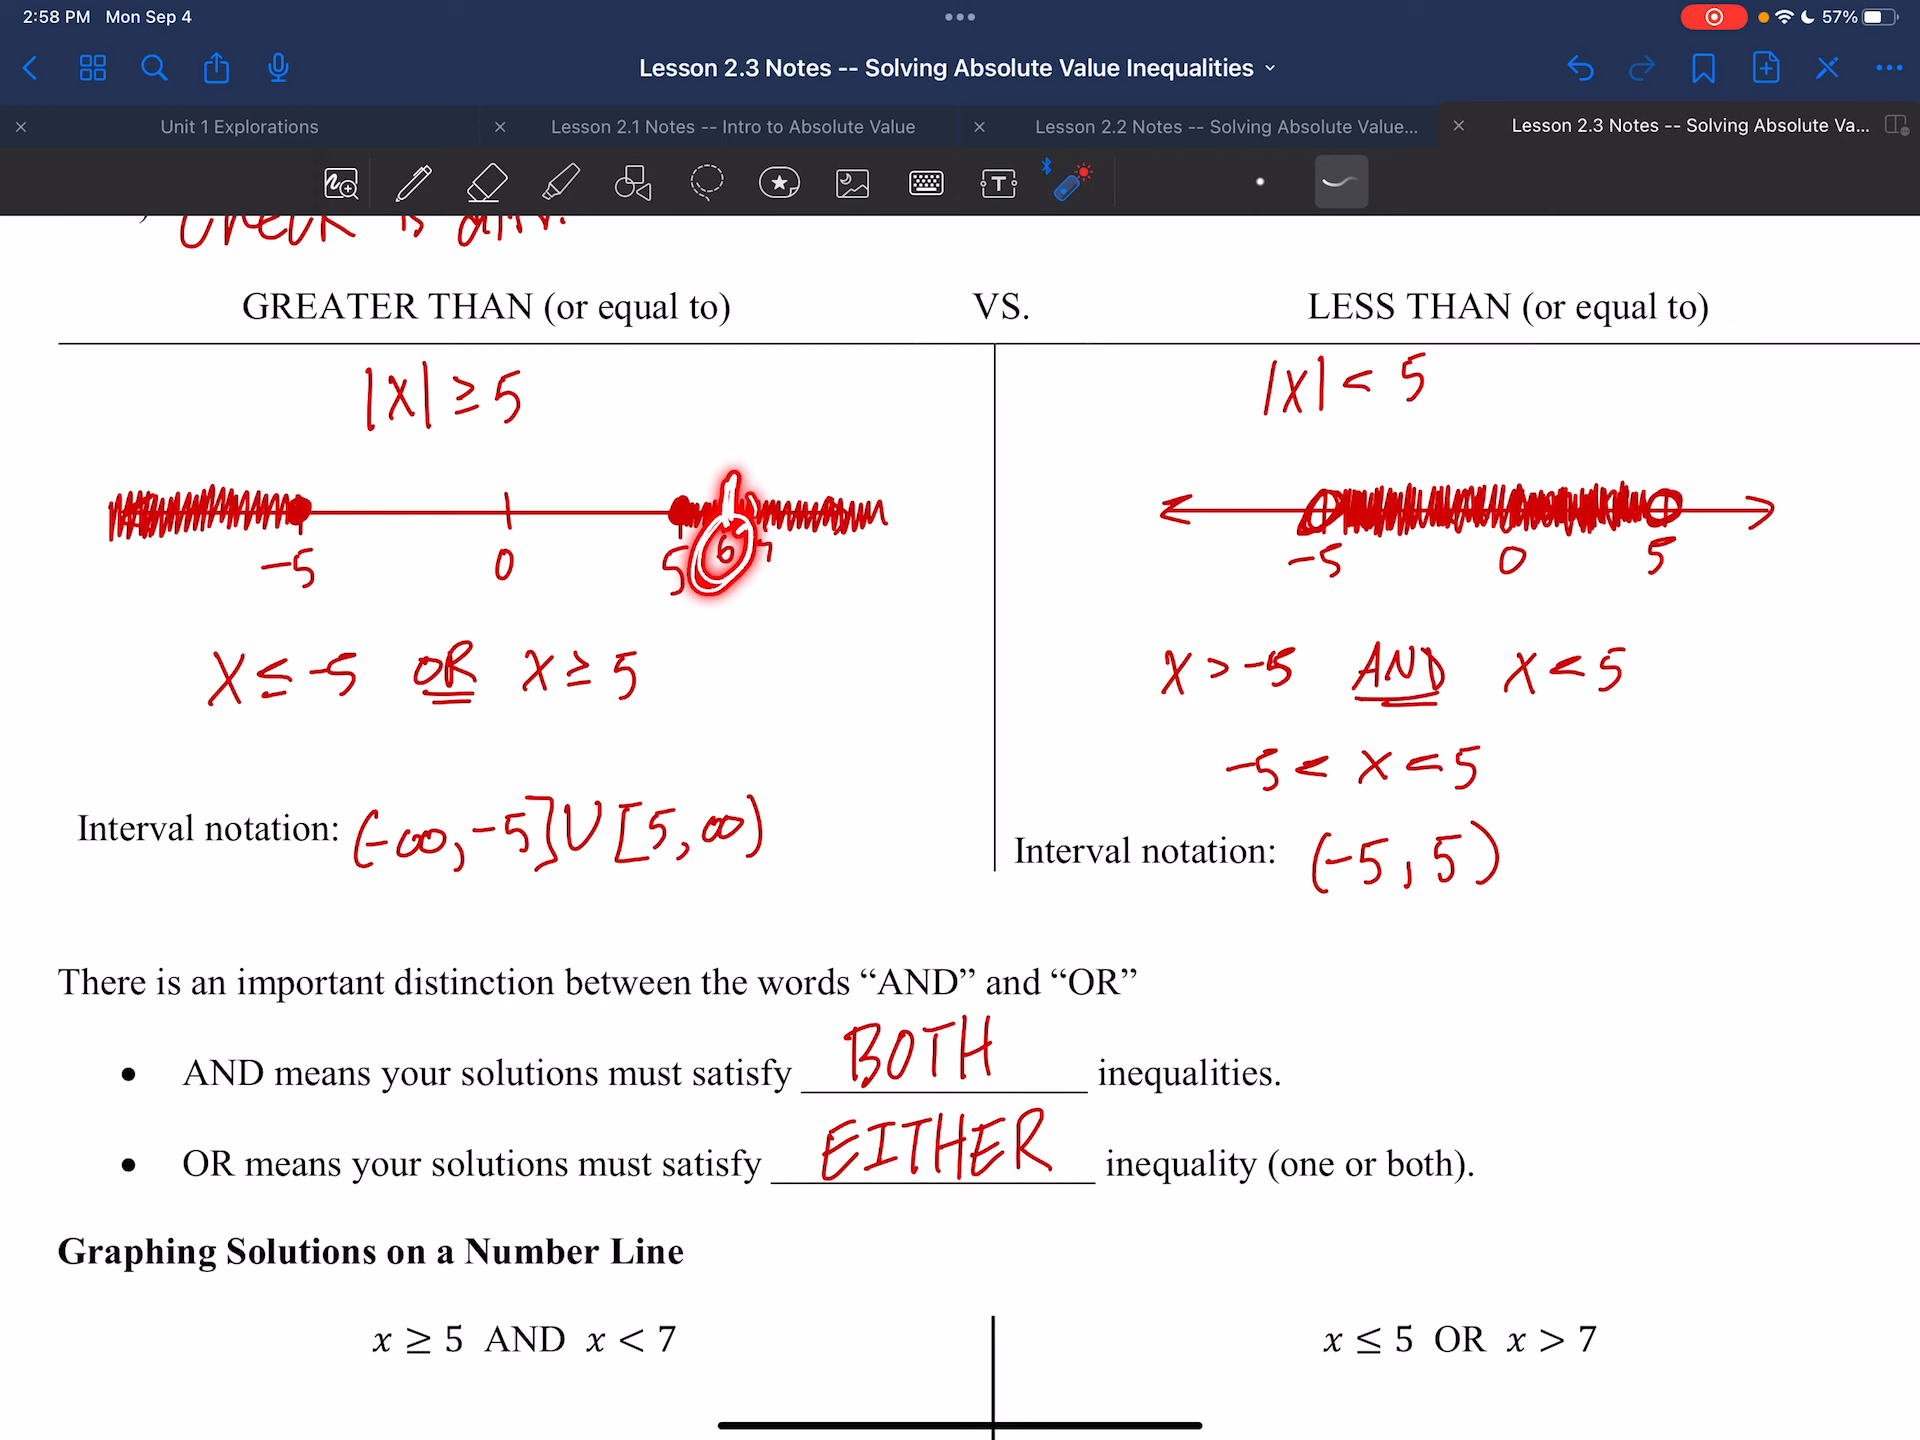 2:58 PM Mon Sep 4
57%
Lesson 2.3 Notes -- Solving Absolute Value Inequalities
Unit 1 Explorations
Lesson 2.1 Notes -- Intro to Absolute Value
Lesson 2.2 Notes -- Solving Absolute Value...
Lesson 2.3 Notes -- Solving Absolute Va...
check is
GREATER THAN (or equal to) VS. LESS THAN (or equal to)
|x| ≥ 5
|x| < 5
-5 0 5 6 7
-5 0 5
x ≤ -5 OR x ≥ 5
x > -5 AND x < 5
-5 < x < 5
Interval notation: (-∞, -5] ∪ [5, ∞)
Interval notation: (-5, 5)
There is an important distinction between the words “AND” and “OR”
• AND means your solutions must satisfy BOTH inequalities.
• OR means your solutions must satisfy EITHER inequality (one or both).
Graphing Solutions on a Number Line
x ≥ 5 AND x < 7
x ≤ 5 OR x > 7